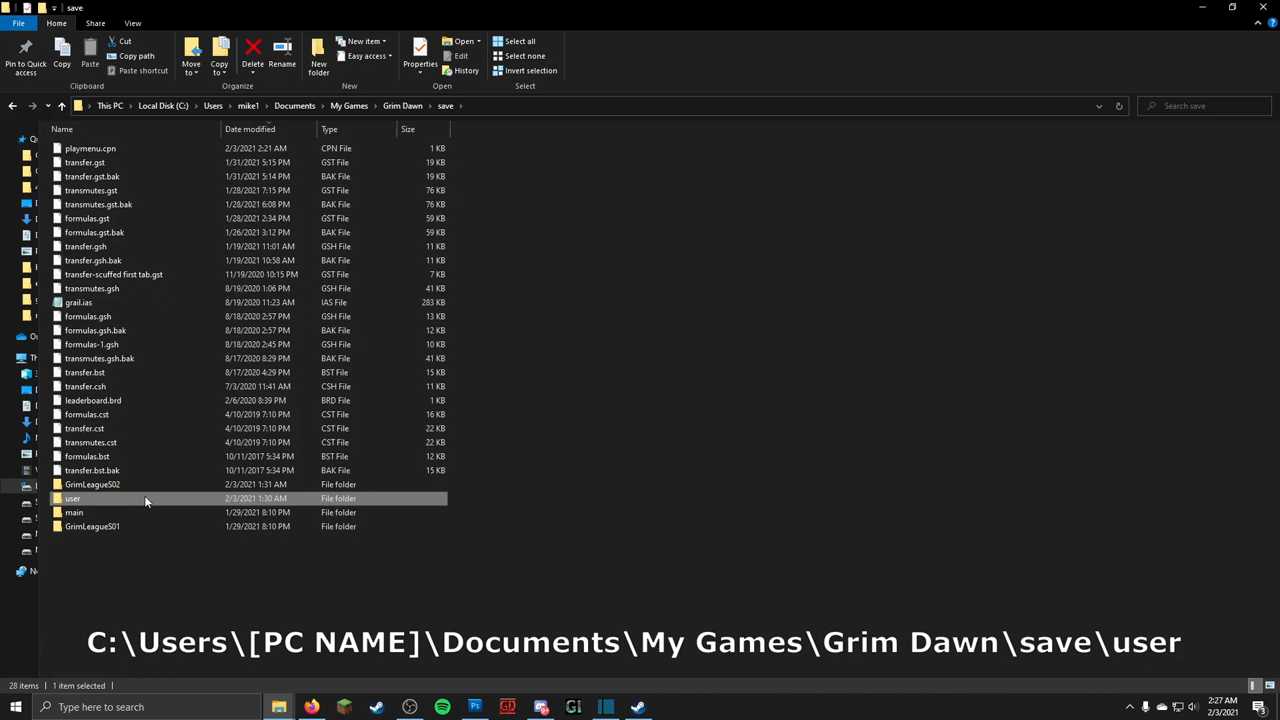 save
File
Home
Share
View
Pin to Quick access
Copy
Paste
Cut
Copy path
Paste shortcut
Move to
Copy to
Delete
Rename
New folder
New item
Easy access
Properties
Open
Edit
History
Select all
Select none
Invert selection
Clipboard
Organize
New
Open
Select
This PC > Local Disk (C:) > Users > mike1 > Documents > My Games > Grim Dawn > save >
Search save
Name Date modified Type Size
playmenu.cpn 2/3/2021 2:21 AM CPN File 1 KB
transfer.gst 1/31/2021 5:15 PM GST File 19 KB
transfer.gst.bak 1/31/2021 5:14 PM BAK File 19 KB
transmutes.gst 1/28/2021 7:15 PM GST File 76 KB
transmutes.gst.bak 1/28/2021 6:08 PM BAK File 76 KB
formulas.gst 1/28/2021 2:34 PM GST File 59 KB
formulas.gst.bak 1/26/2021 3:12 PM BAK File 59 KB
transfer.gsh 1/19/2021 11:01 AM GSH File 11 KB
transfer.gsh.bak 1/19/2021 10:58 AM BAK File 11 KB
transfer-scuffed first tab.gst 11/19/2020 10:15 PM GST File 7 KB
transmutes.gsh 8/19/2020 1:06 PM GSH File 41 KB
grail.ias 8/19/2020 11:23 AM IAS File 283 KB
formulas.gsh 8/18/2020 2:57 PM GSH File 13 KB
formulas.gsh.bak 8/18/2020 2:57 PM BAK File 12 KB
formulas-1.gsh 8/18/2020 2:45 PM GSH File 10 KB
transmutes.gsh.bak 8/17/2020 8:29 PM BAK File 41 KB
transfer.bst 8/17/2020 4:29 PM BST File 15 KB
transfer.csh 7/3/2020 11:41 AM CSH File 11 KB
leaderboard.brd 2/6/2020 8:39 PM BRD File 1 KB
formulas.cst 4/10/2019 7:10 PM CST File 16 KB
transfer.cst 4/10/2019 7:10 PM CST File 22 KB
transmutes.cst 4/10/2019 7:10 PM CST File 22 KB
formulas.bst 10/11/2017 5:34 PM BST File 12 KB
transfer.bst.bak 10/11/2017 5:34 PM BAK File 15 KB
GrimLeagueS02 2/3/2021 1:31 AM File folder
user 2/3/2021 1:30 AM File folder
main 1/29/2021 8:10 PM File folder
GrimLeagueS01 1/29/2021 8:10 PM File folder
C:\Users\[PC NAME]\Documents\My Games\Grim Dawn\save\user
28 items 1 item selected
Type here to search
Ps
GD
GI
2:27 AM
2/3/2021